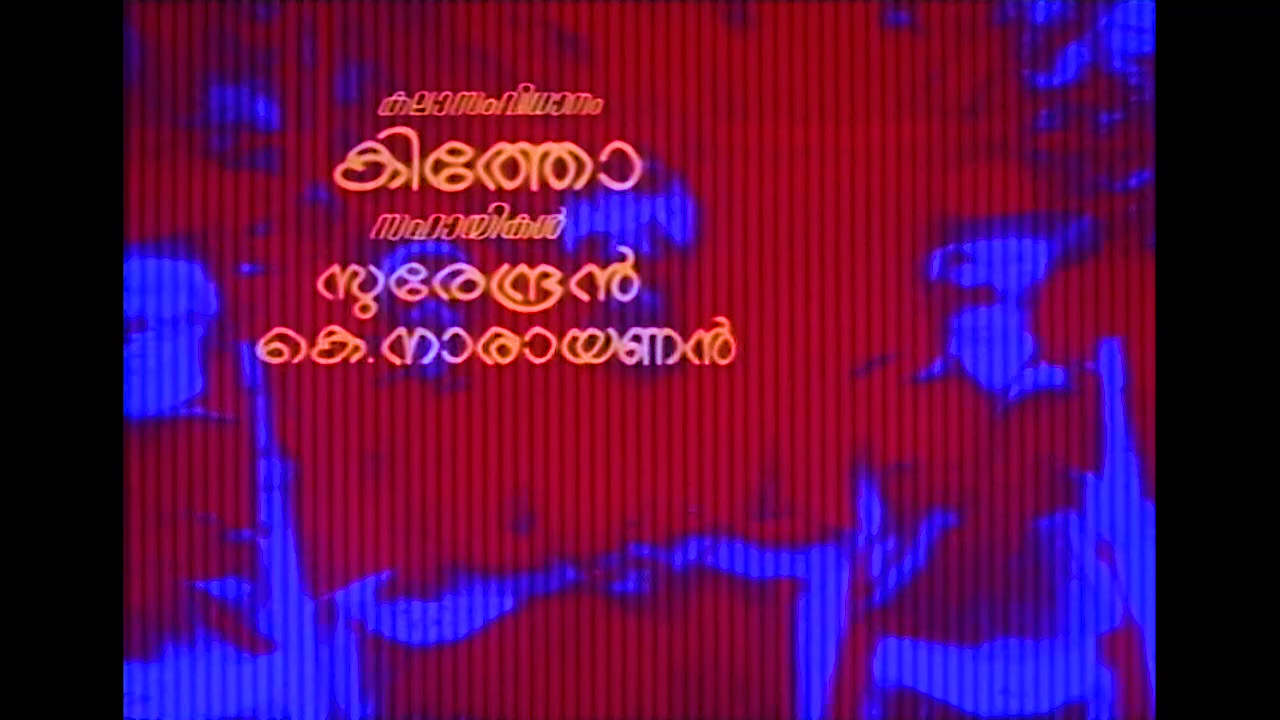 കലാസംവിധാനം
കിത്തോ
സഹായികൾ
സുരേന്ദ്രൻ
കെ.നാരായണൻ